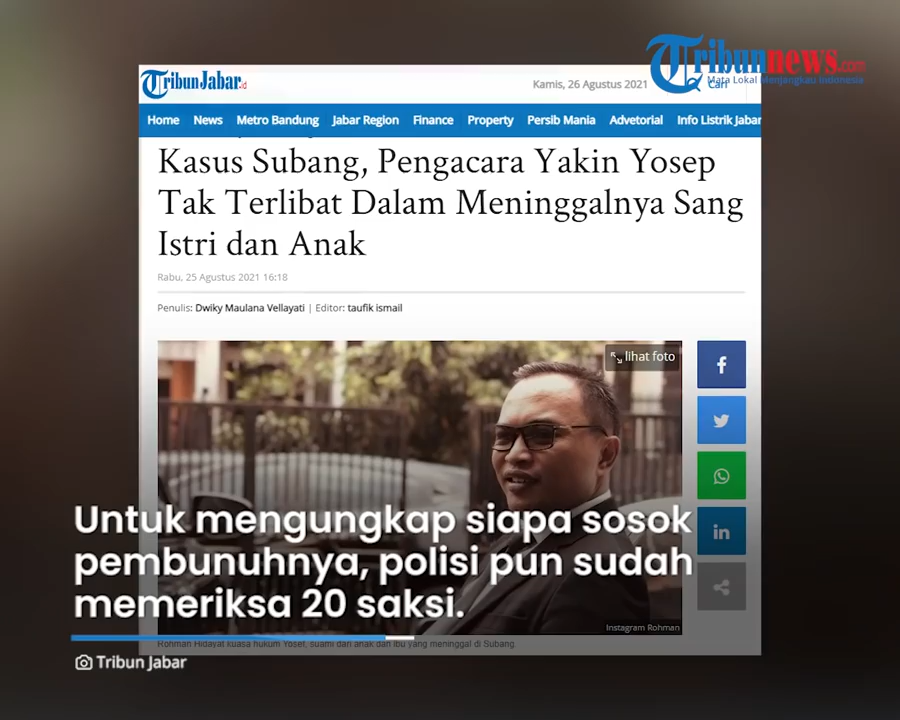 Tribunnews.com
Mata Lokal Menjangkau Indonesia
TribunJabar.id
Kamis, 26 Agustus 2021
Cari
Home News Metro Bandung Jabar Region Finance Property Persib Mania Advetorial Info Listrik Jabar
Kasus Subang, Pengacara Yakin Yosep
Tak Terlibat Dalam Meninggalnya Sang
Istri dan Anak
Rabu, 25 Agustus 2021 16:18
Penulis: Dwiky Maulana Vellayati | Editor: taufik ismail
lihat foto
Untuk mengungkap siapa sosok
pembunuhnya, polisi pun sudah
memeriksa 20 saksi.
Instagram Rohman
Rohman Hidayat kuasa hukum Yosef, suami dari anak dan ibu yang meninggal di Subang.
Tribun Jabar